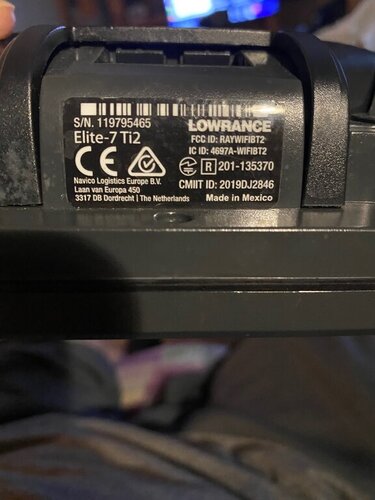 S/N. 119795465
Elite-7 Ti2
CE
Navico Logistics Europe B.V.
Laan van Europa 450
3317 DB Dordrecht | The Netherlands
LOWRANCE
FCC ID: RAYWIFIBT2
IC ID: 4697A-WIFIBT2
R 201-135370
CMIIT ID: 2019DJ2846
Made in Mexico